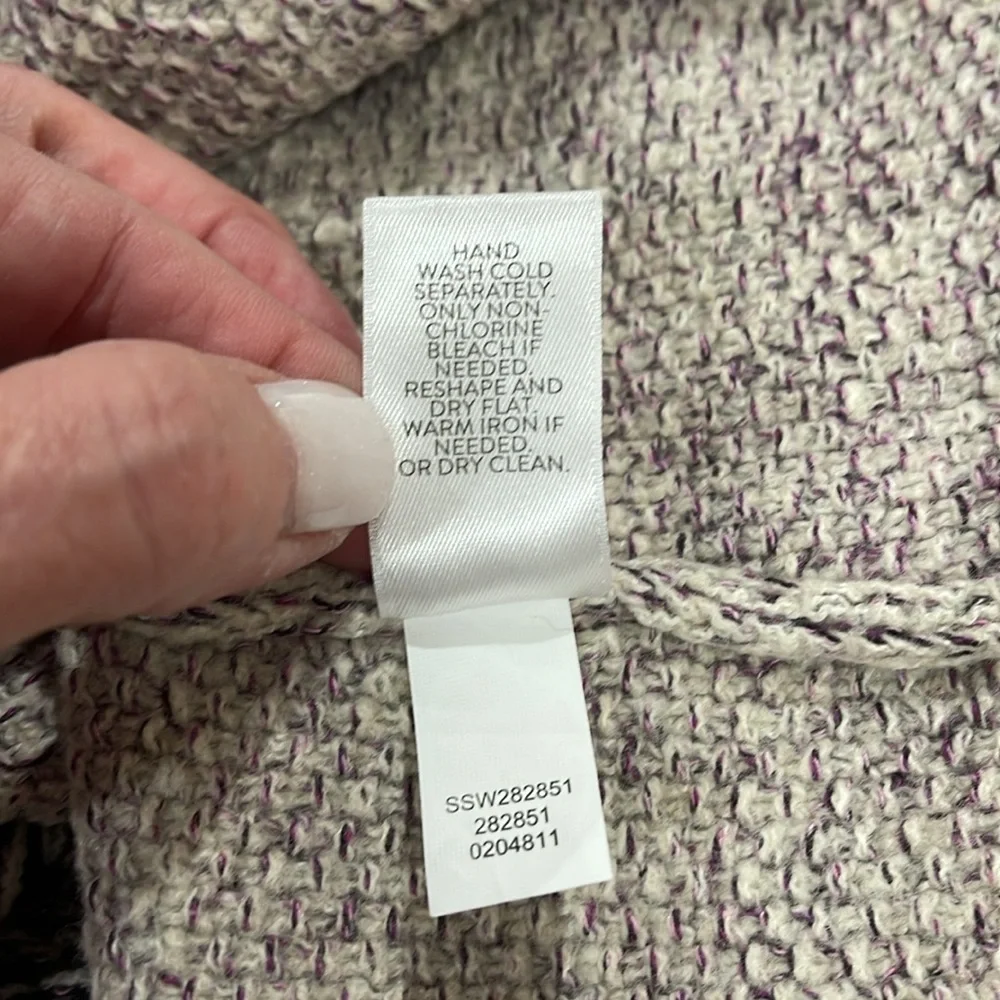 HAND
WASH COLD
SEPARATELY.
ONLY NON-
CHLORINE
BLEACH IF
NEEDED.
RESHAPE AND
DRY FLAT.
WARM IRON IF
NEEDED.
OR DRY CLEAN.
SSW282851
282851
0204811